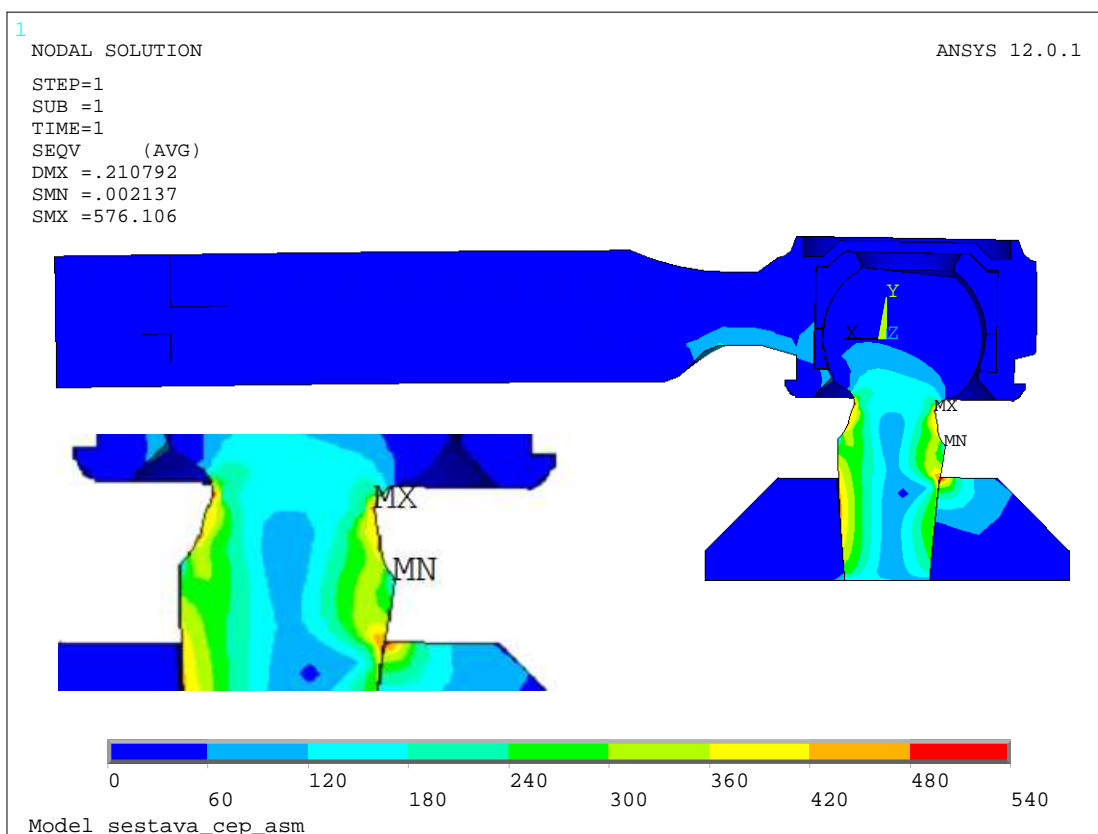 1
NODAL SOLUTION
ANSYS 12.0.1
STEP=1
SUB =1
TIME=1
SEQV (AVG)
DMX =.210792
SMN =.002137
SMX =576.106
Y
X Z
MX
MN
MX
MN
0 120 240 360 480
60 180 300 420 540
Model sestava_cep_asm